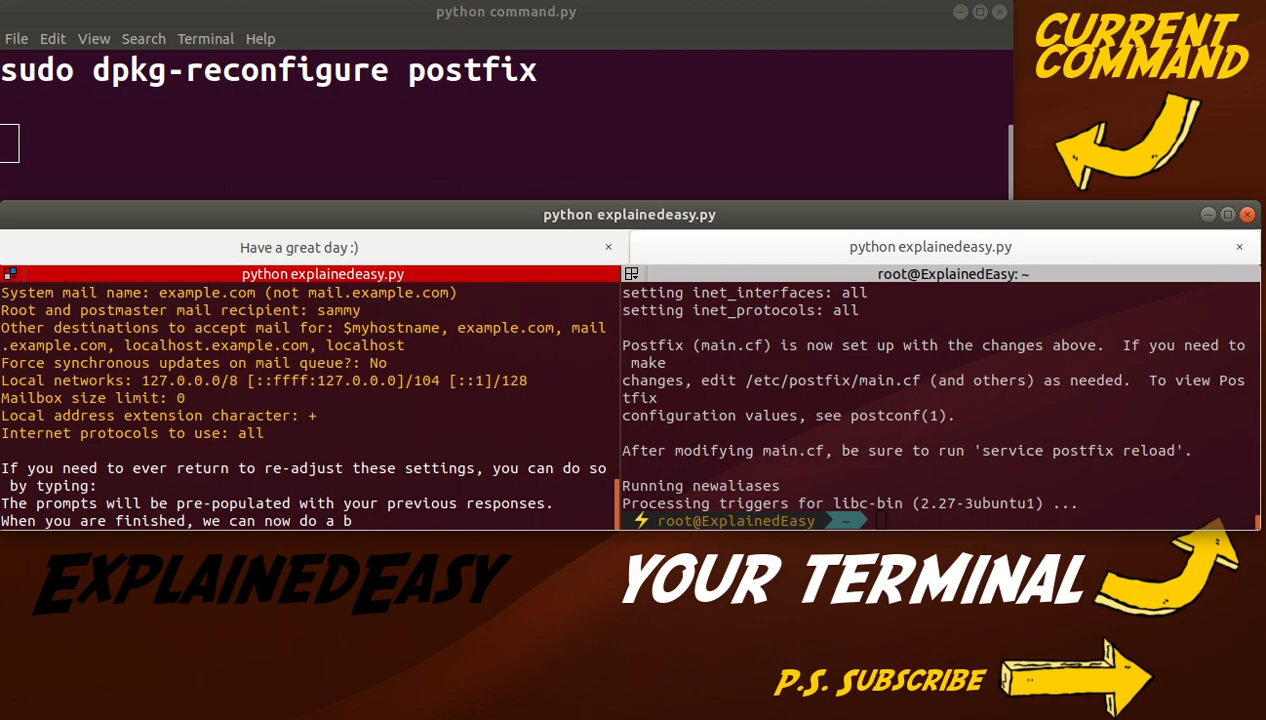 python command.py
File Edit View Search Terminal Help
sudo dpkg-reconfigure postfix
CURRENT
COMMAND
python explainedeasy.py
Have a great day :)
python explainedeasy.py
python explainedeasy.py
System mail name: example.com (not mail.example.com)
Root and postmaster mail recipient: sammy
Other destinations to accept mail for: $myhostname, example.com, mail
.example.com, localhost.example.com, localhost
Force synchronous updates on mail queue?: No
Local networks: 127.0.0.0/8 [::ffff:127.0.0.0]/104 [::1]/128
Mailbox size limit: 0
Local address extension character: +
Internet protocols to use: all
If you need to ever return to re-adjust these settings, you can do so
by typing:
The prompts will be pre-populated with your previous responses.
When you are finished, we can now do a b
root@ExplainedEasy: ~
setting inet_interfaces: all
setting inet_protocols: all
Postfix (main.cf) is now set up with the changes above.  If you need to
make
changes, edit /etc/postfix/main.cf (and others) as needed.  To view Pos
tfix
configuration values, see postconf(1).
After modifying main.cf, be sure to run 'service postfix reload'.
Running newaliases
Processing triggers for libc-bin (2.27-3ubuntu1) ...
⚡ root@ExplainedEasy ~
EXPLAINEDEASY
YOUR TERMINAL
P.S. SUBSCRIBE